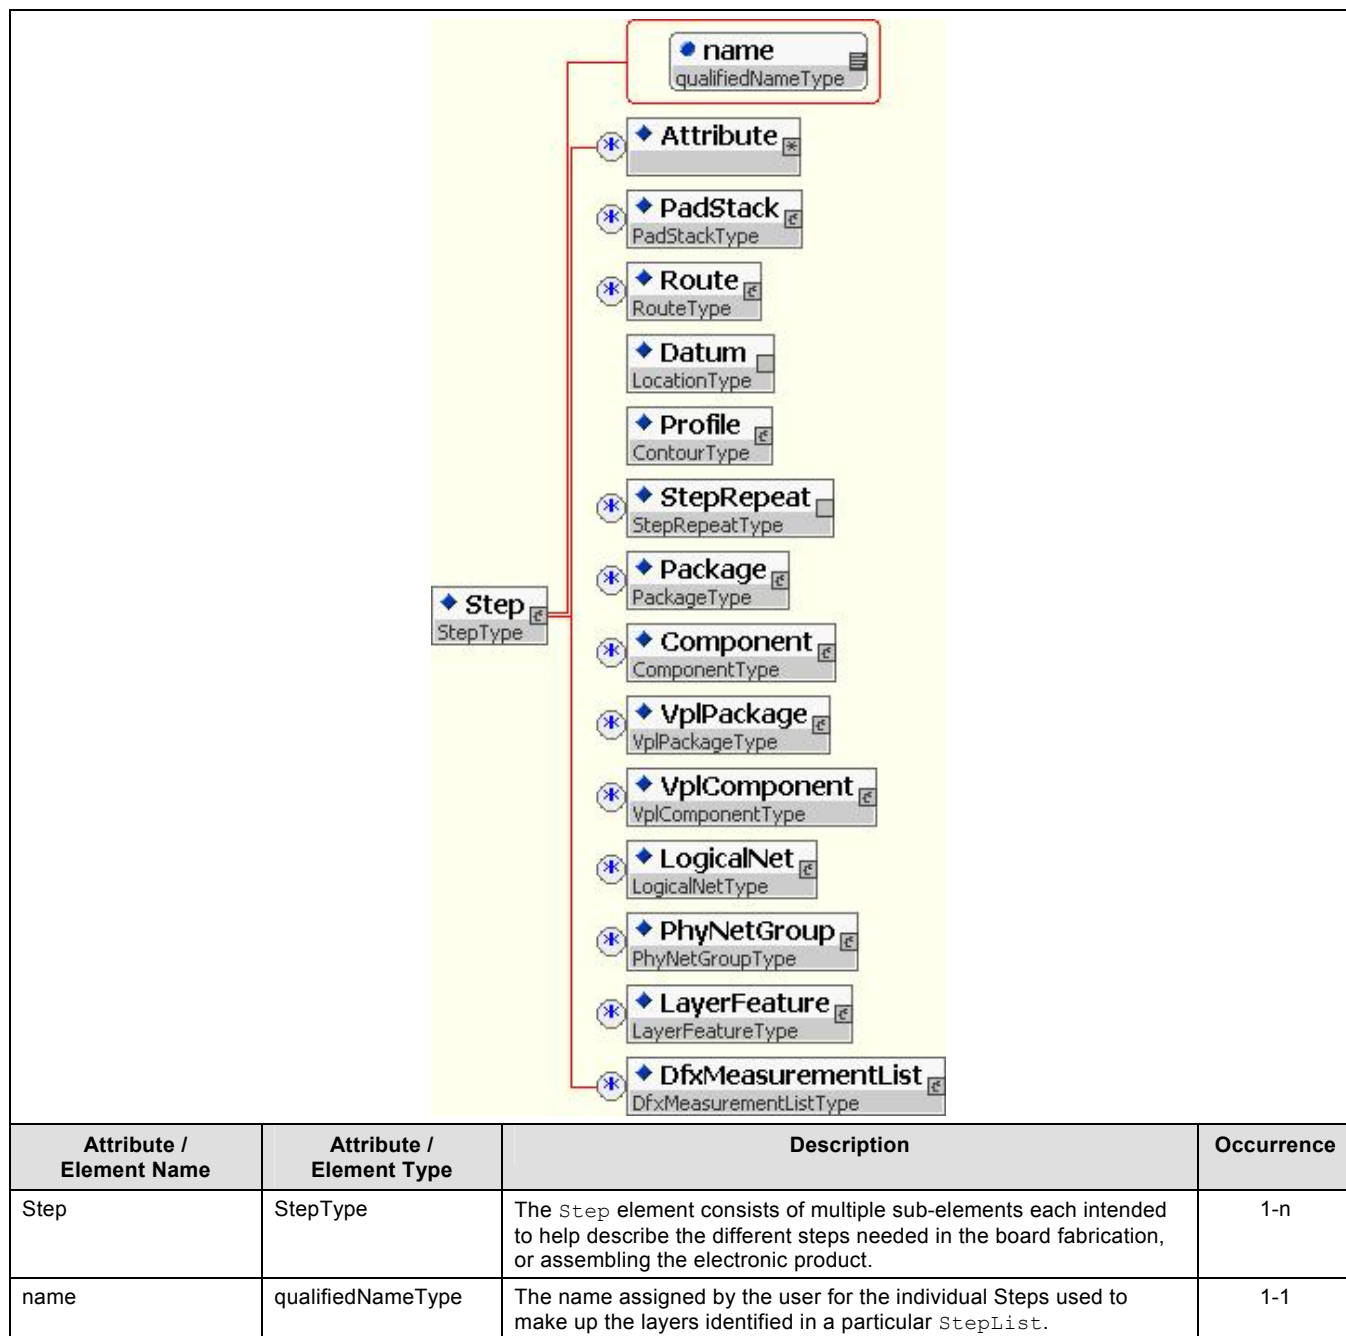 name
qualifiedNameType
Attribute
PadStack
PadStackType
Route
RouteType
Datum
LocationType
Profile
ContourType
StepRepeat
StepRepeatType
Package
PackageType
Step
StepType
Component
ComponentType
VplPackage
VplPackageType
VplComponent
VplComponentType
LogicalNet
LogicalNetType
PhyNetGroup
PhyNetGroupType
LayerFeature
LayerFeatureType
DfxMeasurementList
DfxMeasurementListType
Attribute / Element Name
Attribute / Element Type
Description
Occurrence
Step
StepType
The Step element consists of multiple sub-elements each intended
to help describe the different steps needed in the board fabrication,
or assembling the electronic product.
1-n
name
qualifiedNameType
The name assigned by the user for the individual Steps used to
make up the layers identified in a particular StepList.
1-1